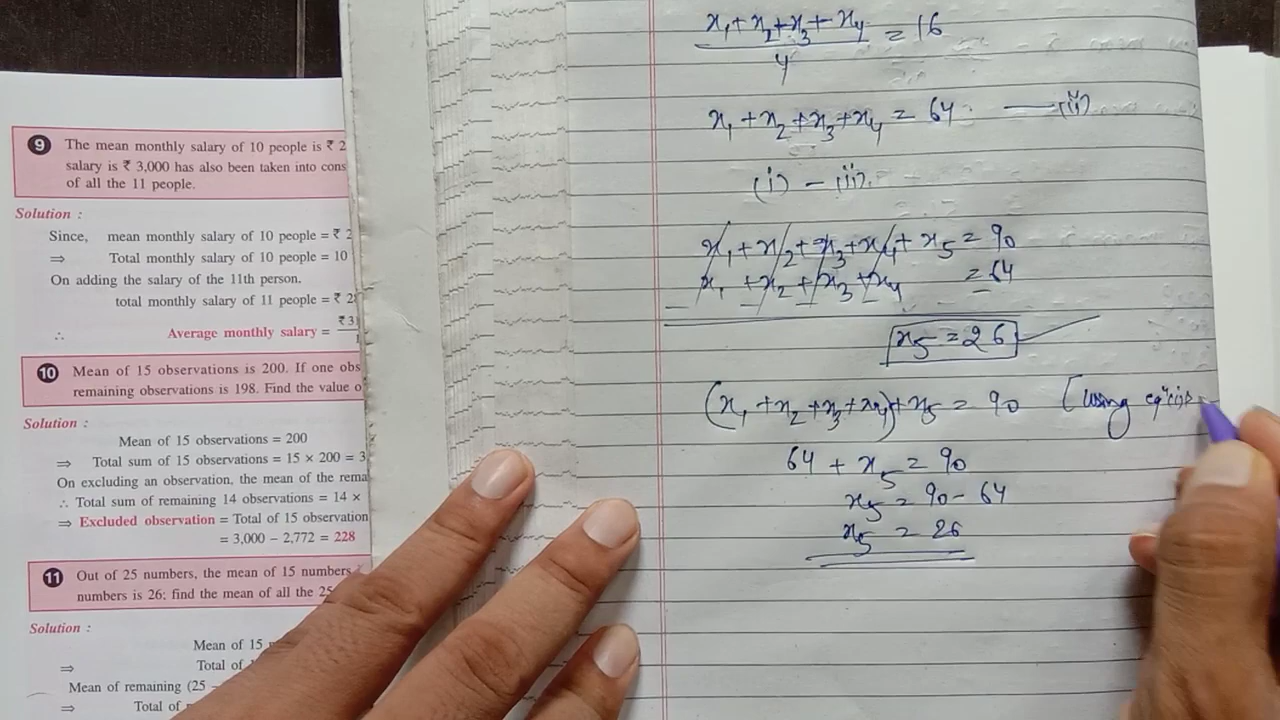 9 The mean monthly salary of 10 people is ₹ 2
salary is ₹ 3,000 has also been taken into cons
of all the 11 people.
Solution :
Since, mean monthly salary of 10 people = ₹ 2
⇒ Total monthly salary of 10 people = 10
On adding the salary of the 11th person.
total monthly salary of 11 people = ₹ 2
∴ Average monthly salary = ₹ 3
10 Mean of 15 observations is 200. If one obs
remaining observations is 198. Find the value o
Solution :
Mean of 15 observations = 200
⇒ Total sum of 15 observations = 15 × 200 = 3
On excluding an observation, the mean of the rema
∴ Total sum of remaining 14 observations = 14 ×
⇒ Excluded observation = Total of 15 observation
= 3,000 – 2,772 = 228
11 Out of 25 numbers, the mean of 15 numbers
numbers is 26; find the mean of all the 25
Solution :
Mean of 15
⇒ Total of
Mean of remaining (25 –
⇒ Total of
x₁+x₂+x₃+x₄ = 16
4
x₁+x₂+x₃+x₄ = 64 —(ii)
(i) – (ii).
x₁+x₂+x₃+x₄+x₅ = 90
x₁+x₂+x₃+x₄ = 64
x₅ = 26
(x₁+x₂+x₃+x₄)+x₅ = 90 [using eqⁿ(i)
64 + x₅ = 90
x₅ = 90 – 64
x₅ = 26